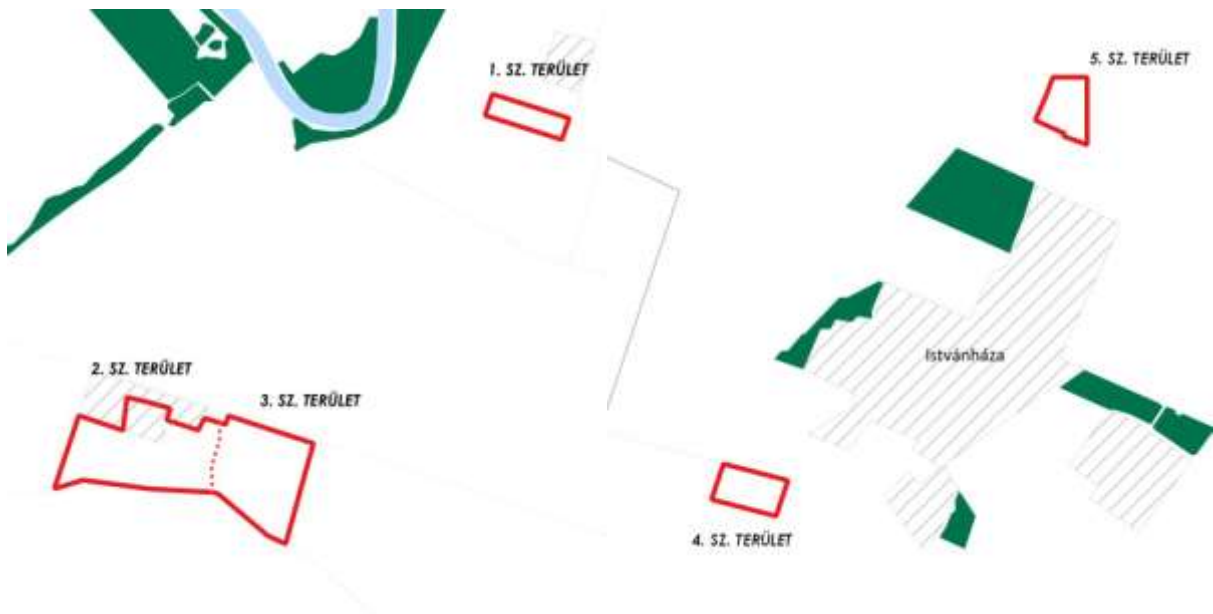 1. SZ. TERÜLET
2. SZ. TERÜLET
3. SZ. TERÜLET
5. SZ. TERÜLET
Istvánháza
4. SZ. TERÜLET